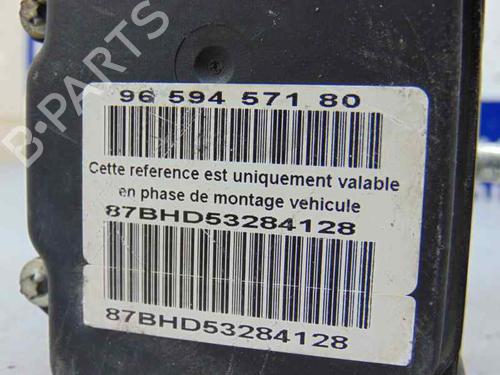 B-PARTS
96 594 571 80
Cette reference est uniquement valable
en phase de montage vehicule
87BHD53284128
87BHD53284128